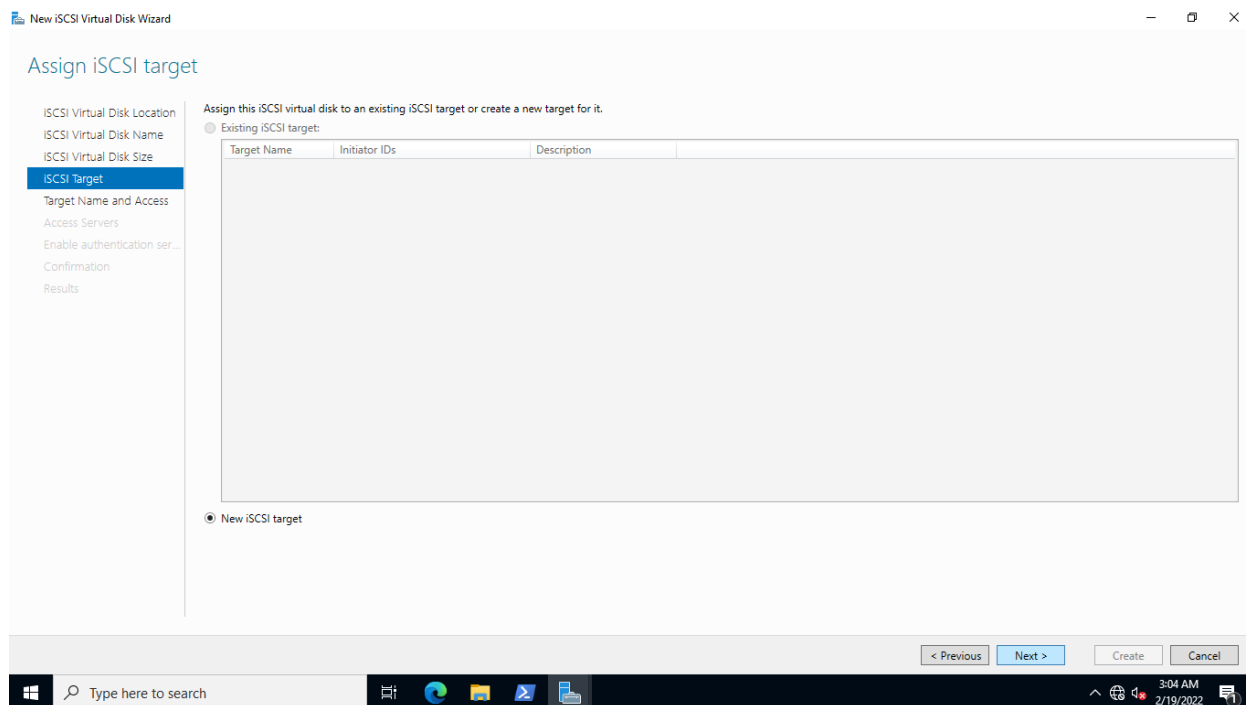 New iSCSI Virtual Disk Wizard
Assign iSCSI target
iSCSI Virtual Disk Location
iSCSI Virtual Disk Name
iSCSI Virtual Disk Size
iSCSI Target
Target Name and Access
Access Servers
Enable authentication ser...
Confirmation
Results
Assign this iSCSI virtual disk to an existing iSCSI target or create a new target for it.
Existing iSCSI target:
Target Name Initiator IDs Description
New iSCSI target
< Previous Next > Create Cancel
Type here to search
3:04 AM
2/19/2022
1